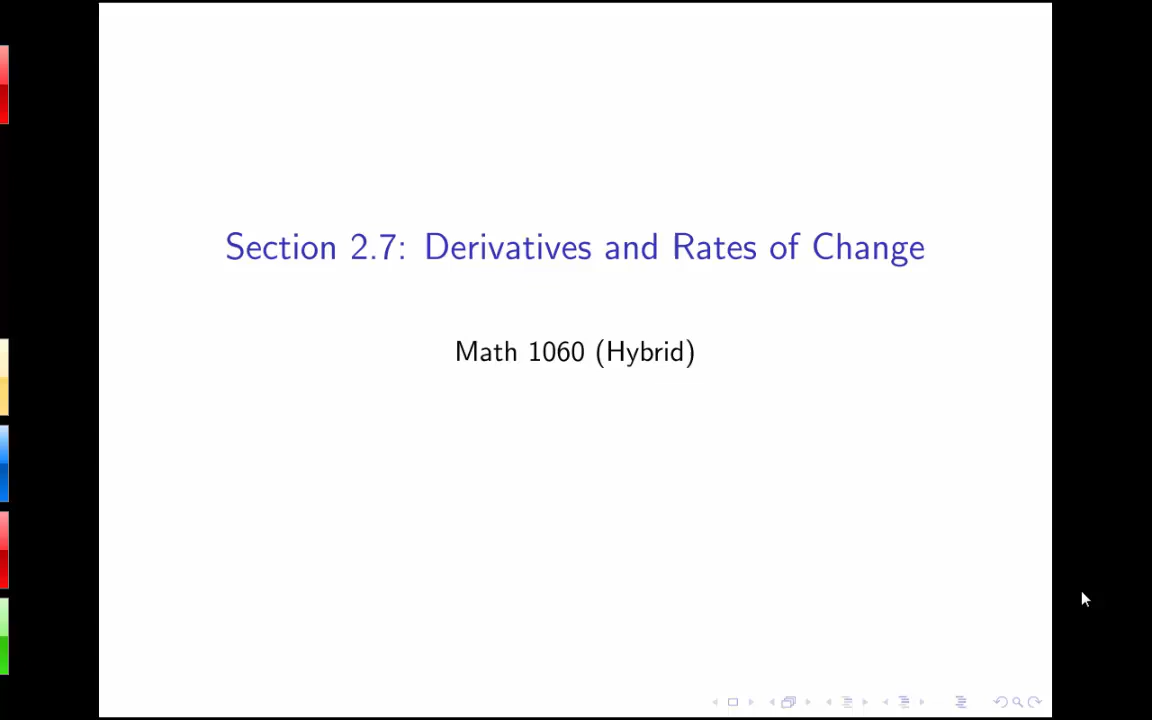 Section 2.7: Derivatives and Rates of Change
Math 1060 (Hybrid)